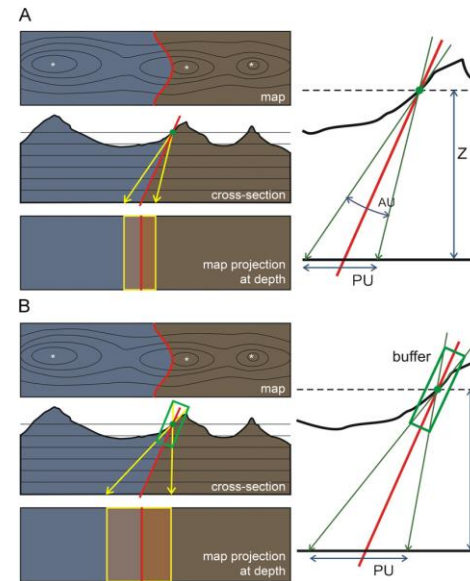 A
map
cross-section
map projection
at depth
Z
AU
PU
B
map
cross-section
map projection
at depth
buffer
PU